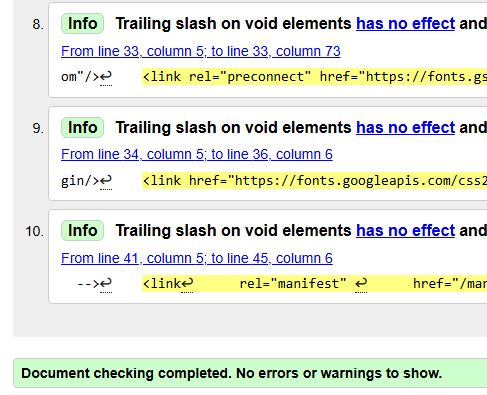 8. Info Trailing slash on void elements has no effect and
From line 33, column 5; to line 33, column 73
om"/>↩ <link rel="preconnect" href="https://fonts.gs
9. Info Trailing slash on void elements has no effect and
From line 34, column 5; to line 36, column 6
gin/>↩ <link href="https://fonts.googleapis.com/css2
10. Info Trailing slash on void elements has no effect and
From line 41, column 5; to line 45, column 6
-->↩ <link↩ rel="manifest" ↩ href="/man
Document checking completed. No errors or warnings to show.